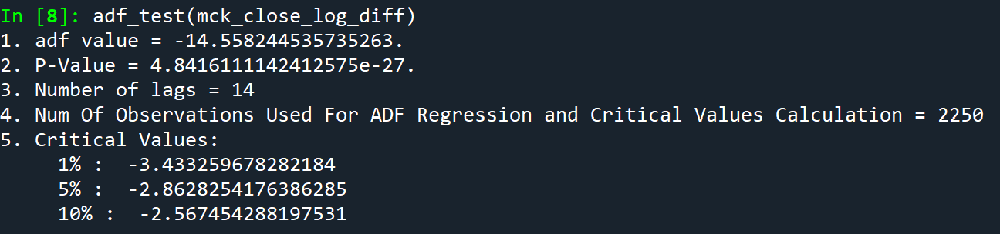 In [8]: adf_test(mck_close_log_diff)
1. adf value = -14.558244535735263.
2. P-Value = 4.8416111142412575e-27.
3. Number of lags = 14
4. Num Of Observations Used For ADF Regression and Critical Values Calculation = 2250
5. Critical Values:
1% :  -3.433259678282184
5% :  -2.8628254176386285
10% :  -2.567454288197531